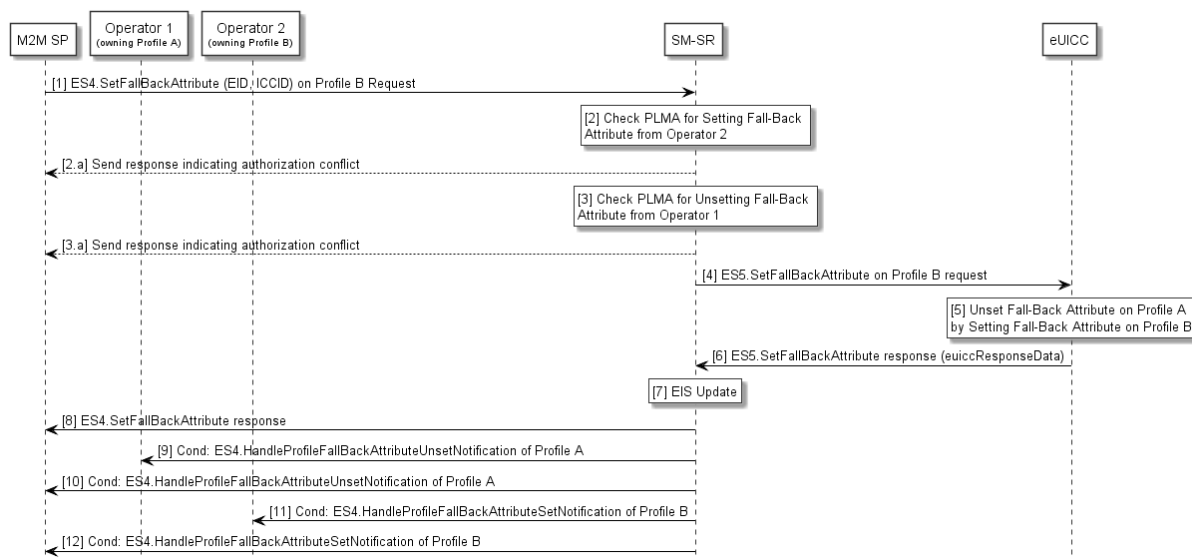 M2M SP
Operator 1
(owning Profile A)
Operator 2
(owning Profile B)
SM-SR
eUICC
[1] ES4.SetFallBackAttribute (EID, ICCID) on Profile B Request
[2] Check PLMA for Setting Fall-Back
Attribute from Operator 2
[2.a] Send response indicating authorization conflict
[3] Check PLMA for Unsetting Fall-Back
Attribute from Operator 1
[3.a] Send response indicating authorization conflict
[4] ES5.SetFallBackAttribute on Profile B request
[5] Unset Fall-Back Attribute on Profile A
by Setting Fall-Back Attribute on Profile B
[6] ES5.SetFallBackAttribute response (euiccResponseData)
[7] EIS Update
[8] ES4.SetFallBackAttribute response
[9] Cond: ES4.HandleProfileFallBackAttributeUnsetNotification of Profile A
[10] Cond: ES4.HandleProfileFallBackAttributeUnsetNotification of Profile A
[11] Cond: ES4.HandleProfileFallBackAttributeSetNotification of Profile B
[12] Cond: ES4.HandleProfileFallBackAttributeSetNotification of Profile B